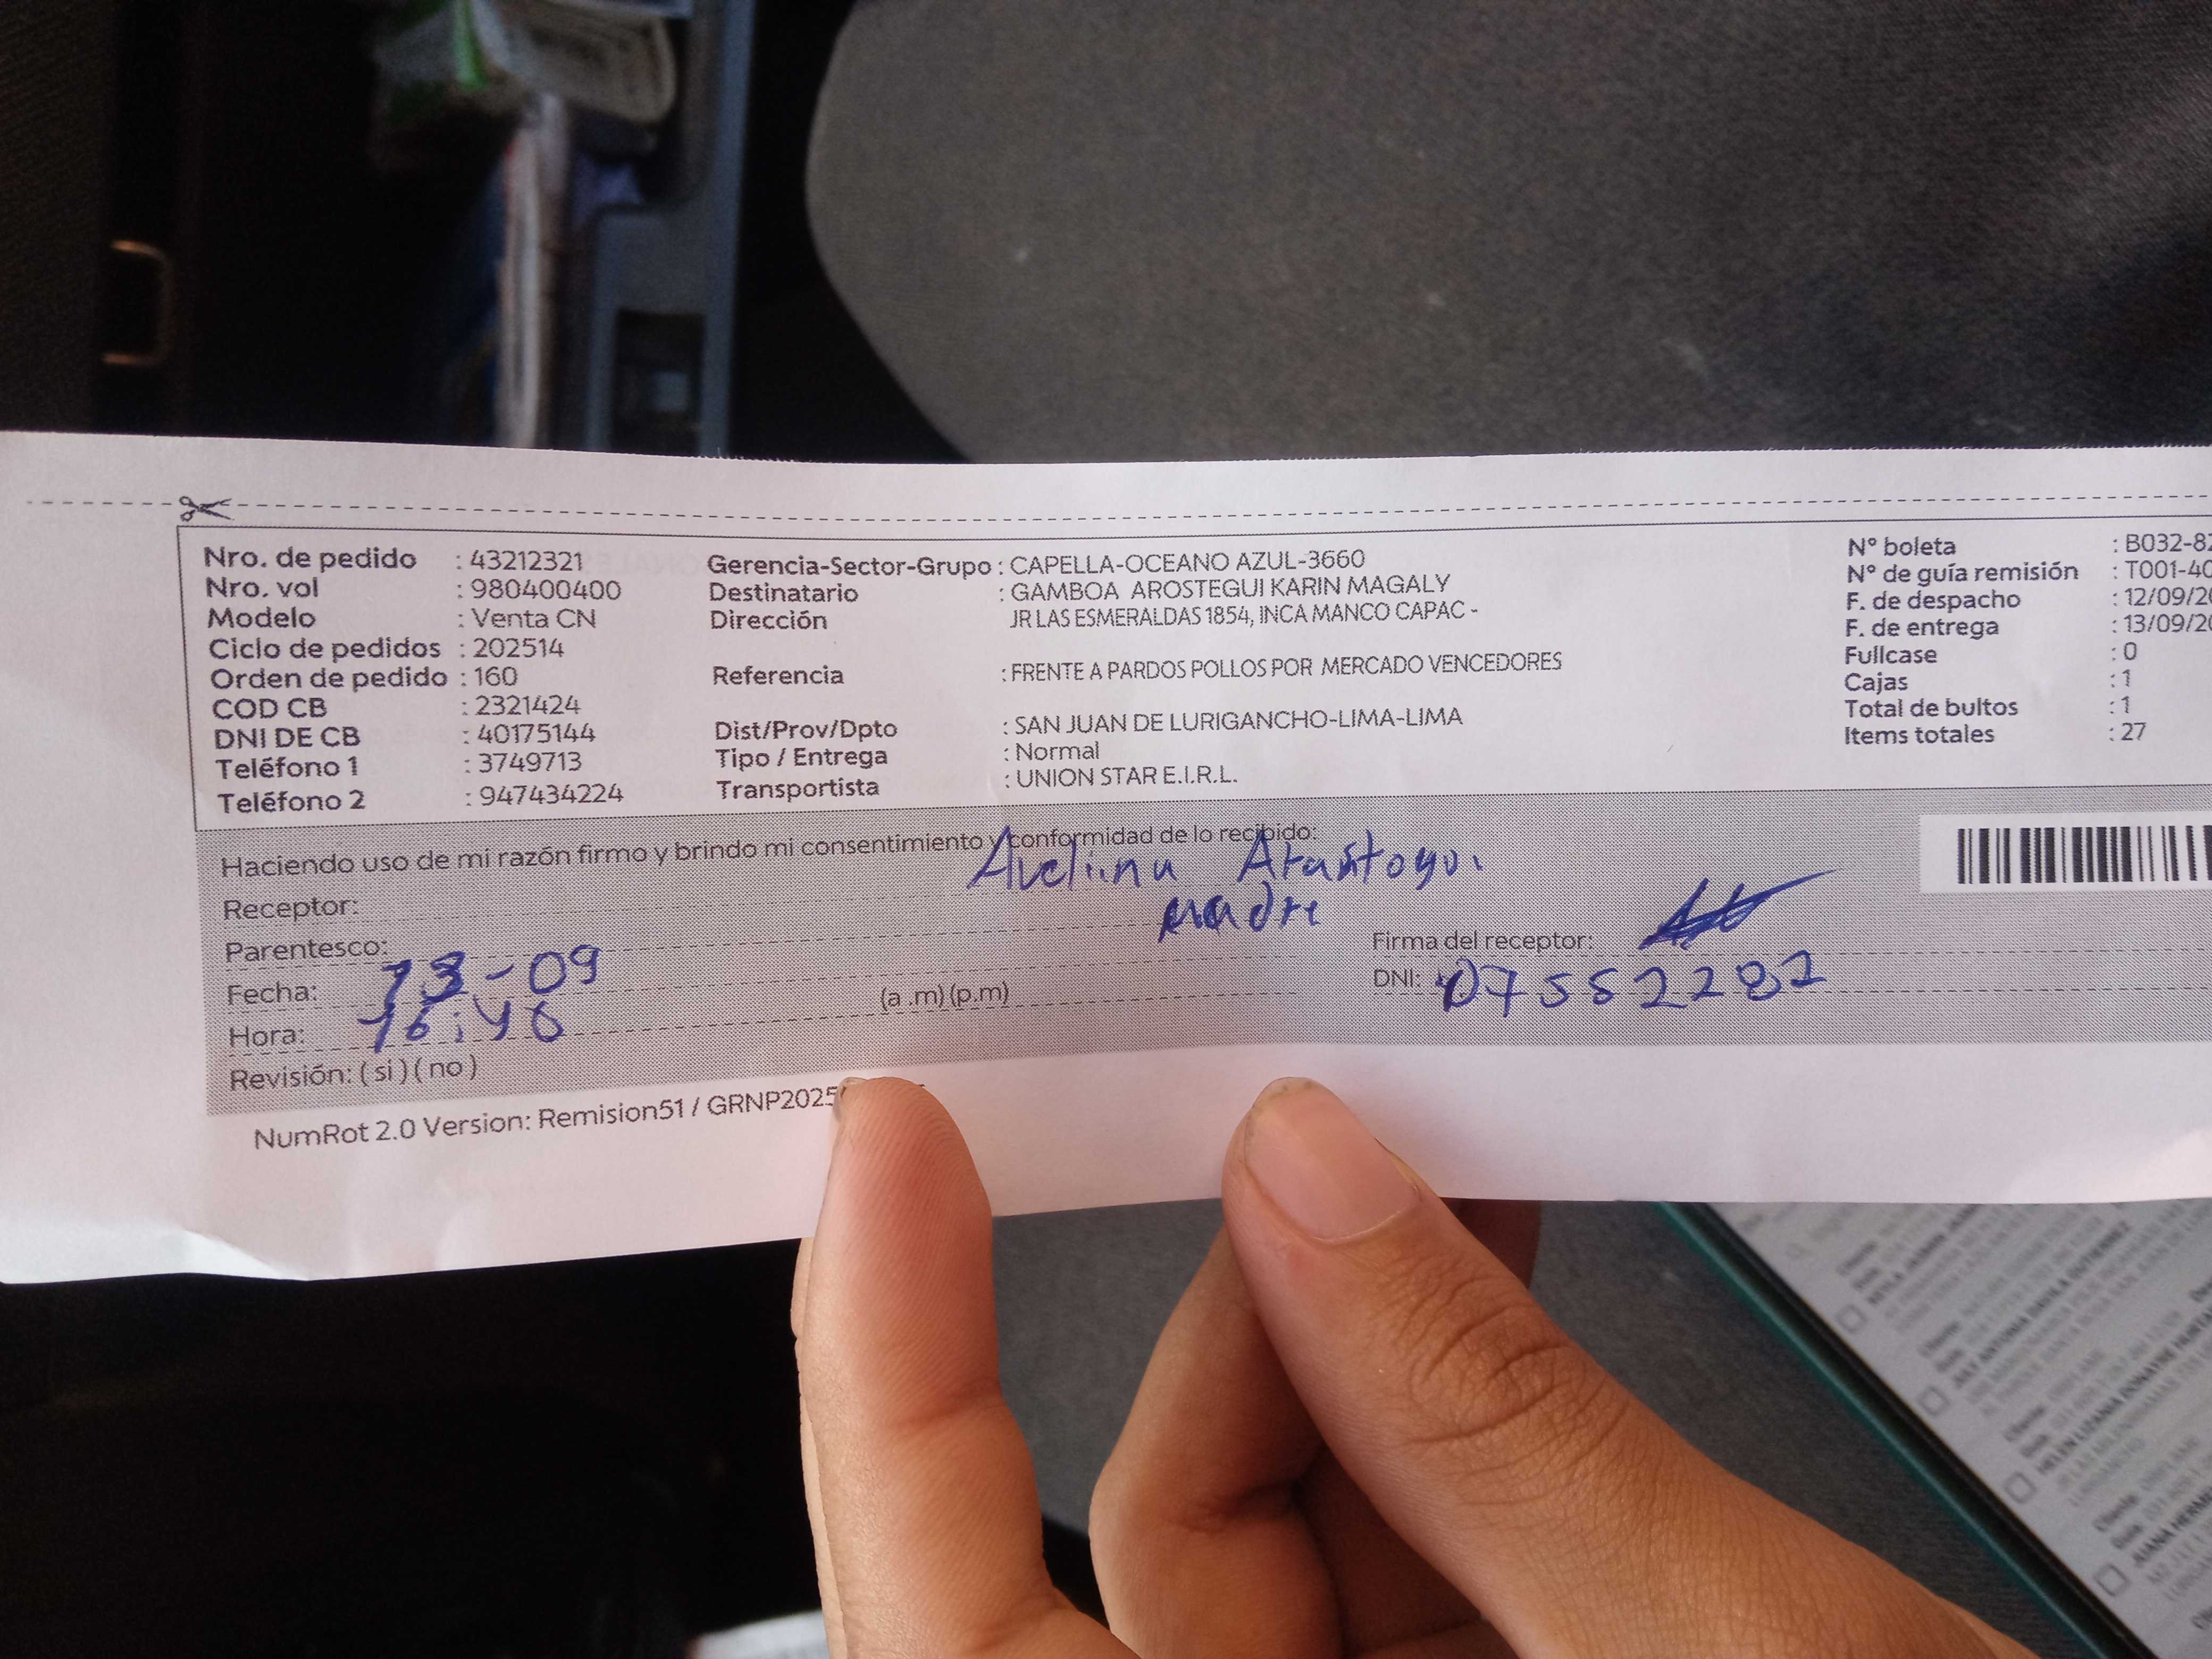 Nro. de pedido : 43212321
Nro. vol : 980400400
Modelo : Venta CN
Ciclo de pedidos : 202514
Orden de pedido : 160
COD CB : 2321424
DNI DE CB : 40175144
Teléfono 1 : 3749713
Teléfono 2 : 947434224
Gerencia-Sector-Grupo : CAPELLA-OCEANO AZUL-3660
Destinatario : GAMBOA AROSTEGUI KARIN MAGALY
Dirección JR LAS ESMERALDAS 1854, INCA MANCO CAPAC -
Referencia : FRENTE A PARDOS POLLOS POR MERCADO VENCEDORES
Dist/Prov/Dpto : SAN JUAN DE LURIGANCHO-LIMA-LIMA
Tipo / Entrega : Normal
Transportista : UNION STAR E.I.R.L.
N° boleta : B032-82
N° de guía remisión : T001-40
F. de despacho : 12/09/20
F. de entrega : 13/09/20
Fullcase : 0
Cajas : 1
Total de bultos : 1
Items totales : 27
Haciendo uso de mi razón firmo y brindo mi consentimiento y conformidad de lo recibido:
Receptor:
Parentesco: madre
Fecha: 13-09
Hora: 16:40 (a .m) (p.m)
Revisión: ( si ) ( no )
Firma del receptor:
DNI: 07552282
NumRot 2.0 Version: Remision51 / GRNP2025